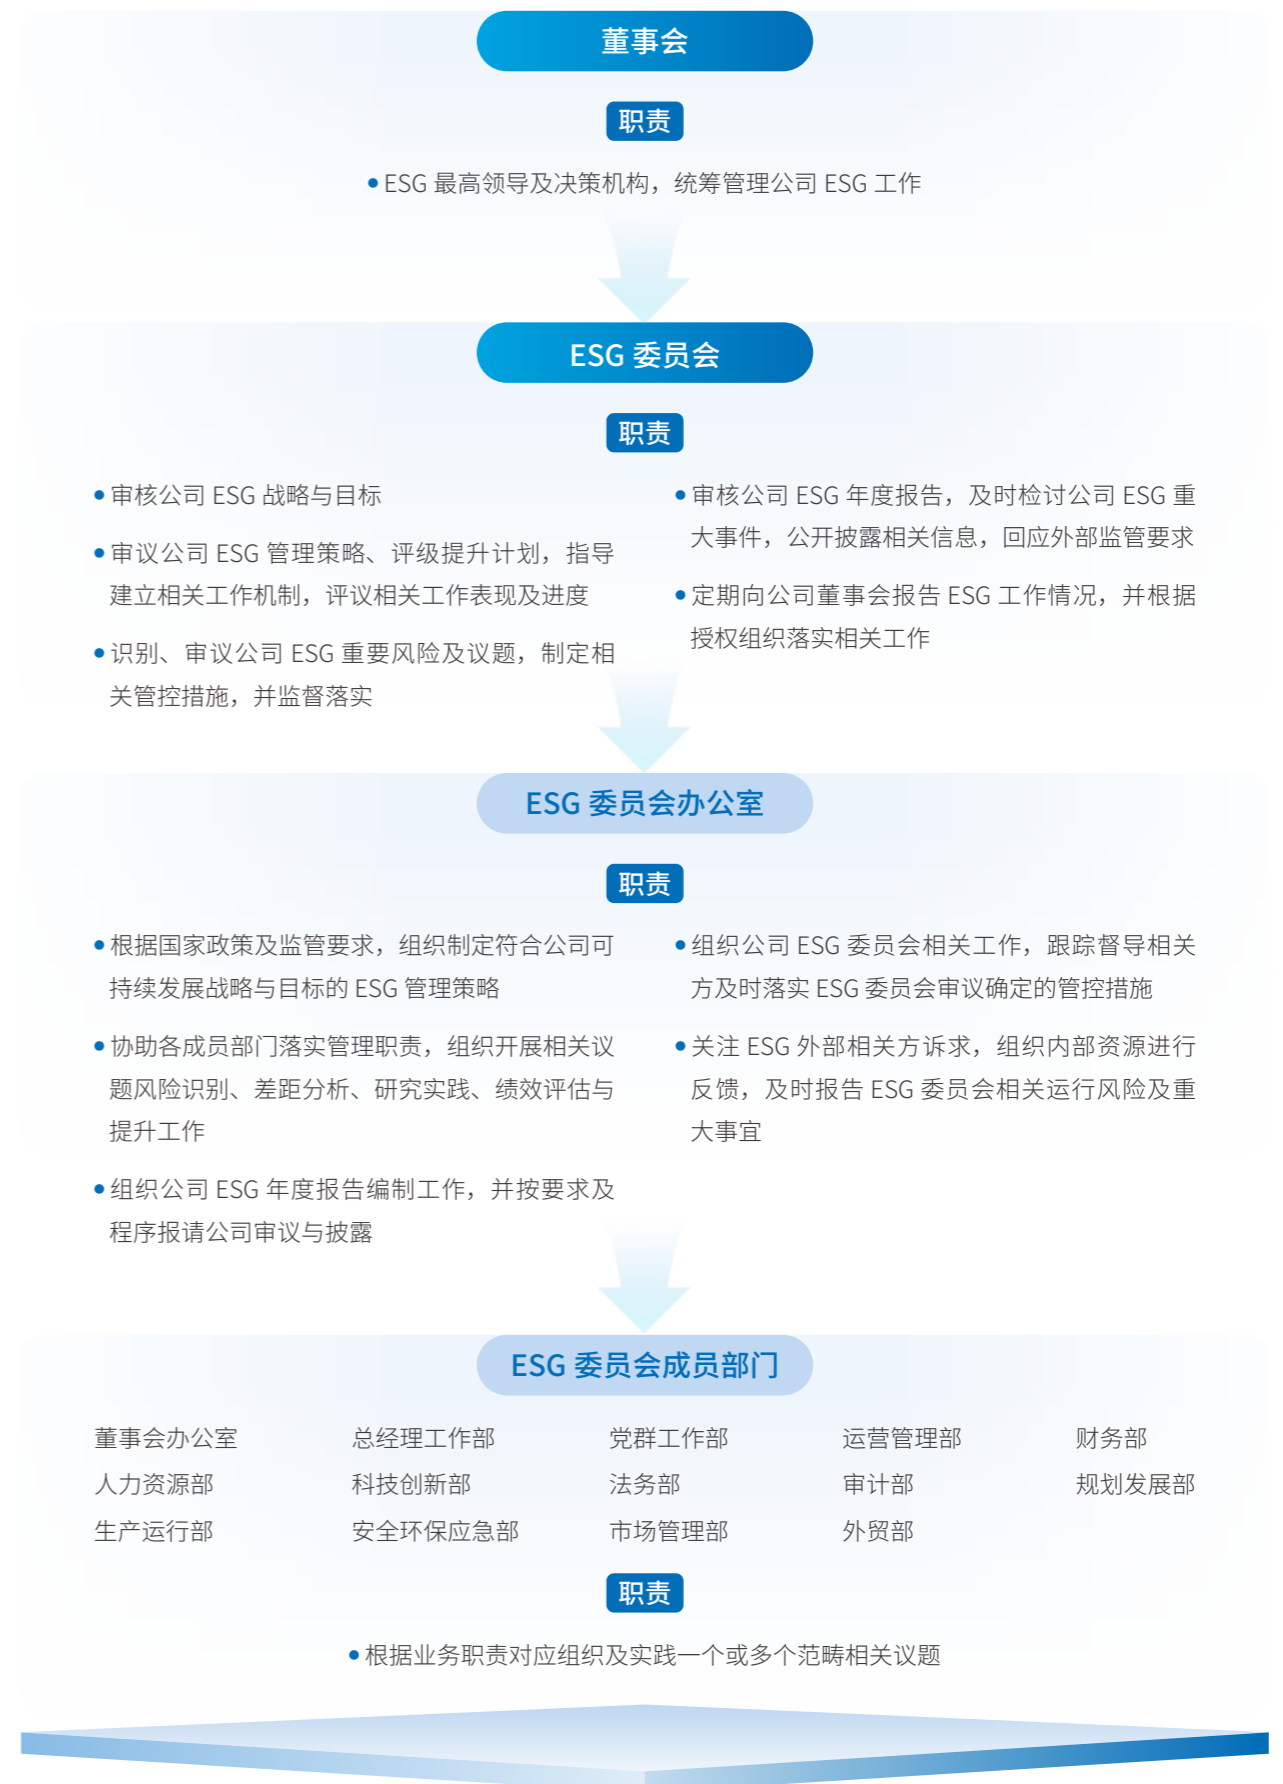 董事会
职责
•ESG 最高领导及决策机构，统筹管理公司 ESG 工作
ESG 委员会
职责
•审核公司 ESG 战略与目标
•审议公司 ESG 管理策略、评级提升计划，指导
建立相关工作机制，评议相关工作表现及进度
•识别、审议公司 ESG 重要风险及议题，制定相
关管控措施，并监督落实
•审核公司 ESG 年度报告，及时检讨公司 ESG 重
大事件，公开披露相关信息，回应外部监管要求
•定期向公司董事会报告 ESG 工作情况，并根据
授权组织落实相关工作
ESG 委员会办公室
职责
•根据国家政策及监管要求，组织制定符合公司可
持续发展战略与目标的 ESG 管理策略
•协助各成员部门落实管理职责，组织开展相关议
题风险识别、差距分析、研究实践、绩效评估与
提升工作
•组织公司 ESG 年度报告编制工作，并按要求及
程序报请公司审议与披露
•组织公司 ESG 委员会相关工作，跟踪督导相关
方及时落实 ESG 委员会审议确定的管控措施
•关注 ESG 外部相关方诉求，组织内部资源进行
反馈，及时报告 ESG 委员会相关运行风险及重
大事宜
ESG 委员会成员部门
董事会办公室 总经理工作部 党群工作部 运营管理部 财务部
人力资源部 科技创新部 法务部 审计部 规划发展部
生产运行部 安全环保应急部 市场管理部 外贸部
职责
•根据业务职责对应组织及实践一个或多个范畴相关议题